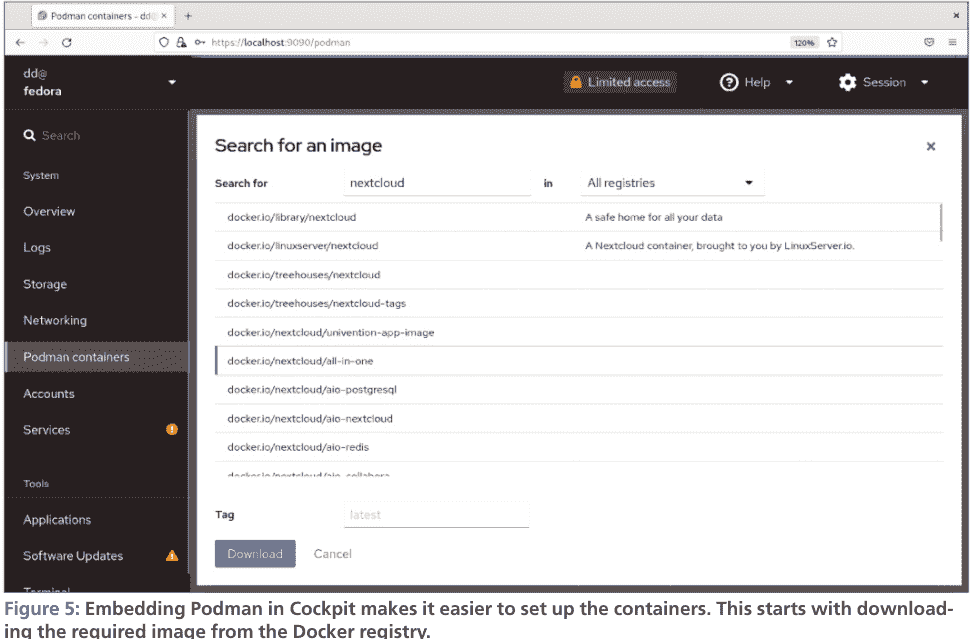 Podman containers - dd@ ×
+
×
https://localhost:9090/podman
120%
dd@
fedora
Limited access
Help
Session
Search
System
Overview
Logs
Storage
Networking
Podman containers
Accounts
Services
Tools
Applications
Software Updates
Terminal
Search for an image
×
Search for nextcloud in All registries
docker.io/library/nextcloud A safe home for all your data
docker.io/linuxserver/nextcloud A Nextcloud container, brought to you by LinuxServer.io.
docker.io/treehouses/nextcloud
docker.io/treehouses/nextcloud-tags
docker.io/nextcloud/univention-app-image
docker.io/nextcloud/all-in-one
docker.io/nextcloud/aio-postgresql
docker.io/nextcloud/aio-nextcloud
docker.io/nextcloud/aio-redis
docker.io/nextcloud/aio-collabora
Tag latest
Download Cancel
Figure 5: Embedding Podman in Cockpit makes it easier to set up the containers. This starts with download-
ing the required image from the Docker registry.